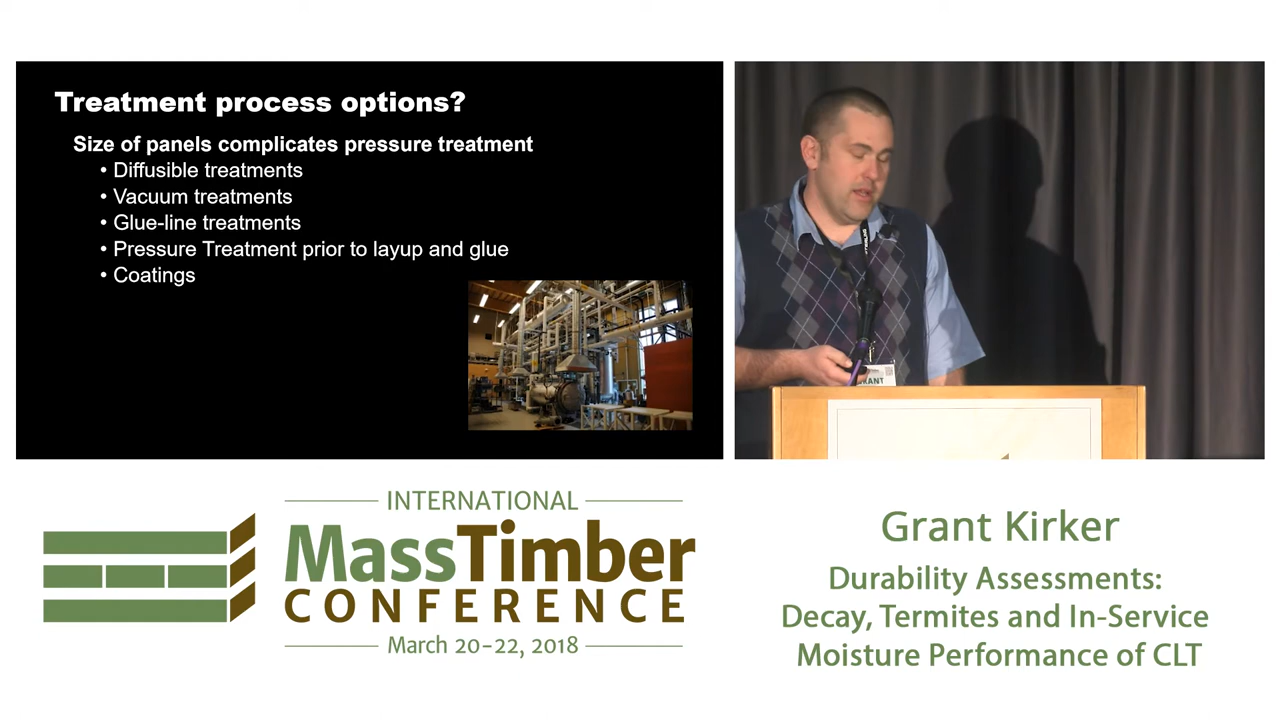 Treatment process options?
Size of panels complicates pressure treatment
• Diffusible treatments
• Vacuum treatments
• Glue-line treatments
• Pressure Treatment prior to layup and glue
• Coatings
INTERNATIONAL
MassTimber
CONFERENCE
March 20-22, 2018
Grant Kirker
Durability Assessments:
Decay, Termites and In-Service
Moisture Performance of CLT